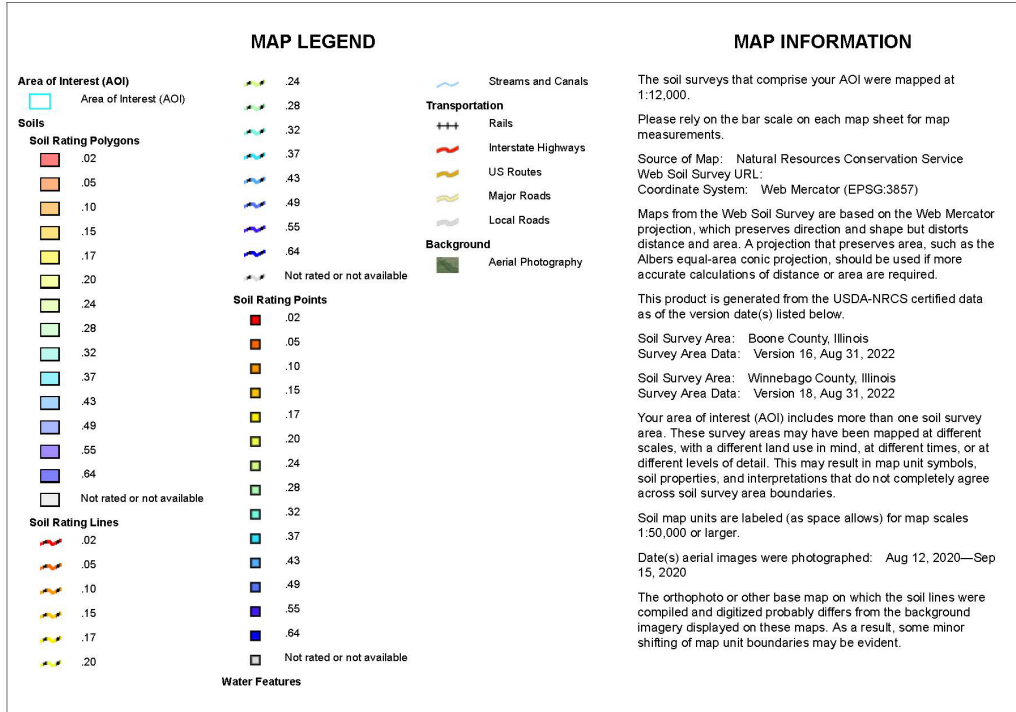 MAP LEGEND
Area of Interest (AOI)
Area of Interest (AOI)
Soils
Soil Rating Polygons
.02
.05
.10
.15
.17
.20
.24
.28
.32
.37
.43
.49
.55
.64
Not rated or not available
Soil Rating Lines
.02
.05
.10
.15
.17
.20
.24
.28
.32
.37
.43
.49
.55
.64
Not rated or not available
Soil Rating Points
.02
.05
.10
.15
.17
.20
.24
.28
.32
.37
.43
.49
.55
.64
Not rated or not available
Water Features
Streams and Canals
Transportation
Rails
Interstate Highways
US Routes
Major Roads
Local Roads
Background
Aerial Photography
MAP INFORMATION
The soil surveys that comprise your AOI were mapped at
1:12,000.
Please rely on the bar scale on each map sheet for map
measurements.
Source of Map: Natural Resources Conservation Service
Web Soil Survey URL:
Coordinate System: Web Mercator (EPSG:3857)
Maps from the Web Soil Survey are based on the Web Mercator
projection, which preserves direction and shape but distorts
distance and area. A projection that preserves area, such as the
Albers equal-area conic projection, should be used if more
accurate calculations of distance or area are required.
This product is generated from the USDA-NRCS certified data
as of the version date(s) listed below.
Soil Survey Area: Boone County, Illinois
Survey Area Data: Version 16, Aug 31, 2022
Soil Survey Area: Winnebago County, Illinois
Survey Area Data: Version 18, Aug 31, 2022
Your area of interest (AOI) includes more than one soil survey
area. These survey areas may have been mapped at different
scales, with a different land use in mind, at different times, or at
different levels of detail. This may result in map unit symbols,
soil properties, and interpretations that do not completely agree
across soil survey area boundaries.
Soil map units are labeled (as space allows) for map scales
1:50,000 or larger.
Date(s) aerial images were photographed: Aug 12, 2020—Sep
15, 2020
The orthophoto or other base map on which the soil lines were
compiled and digitized probably differs from the background
imagery displayed on these maps. As a result, some minor
shifting of map unit boundaries may be evident.